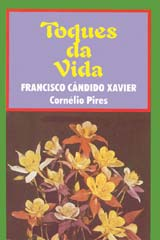 Toques
da
Vida
FRANCISCO CÂNDIDO XAVIER
Cornelio Pires